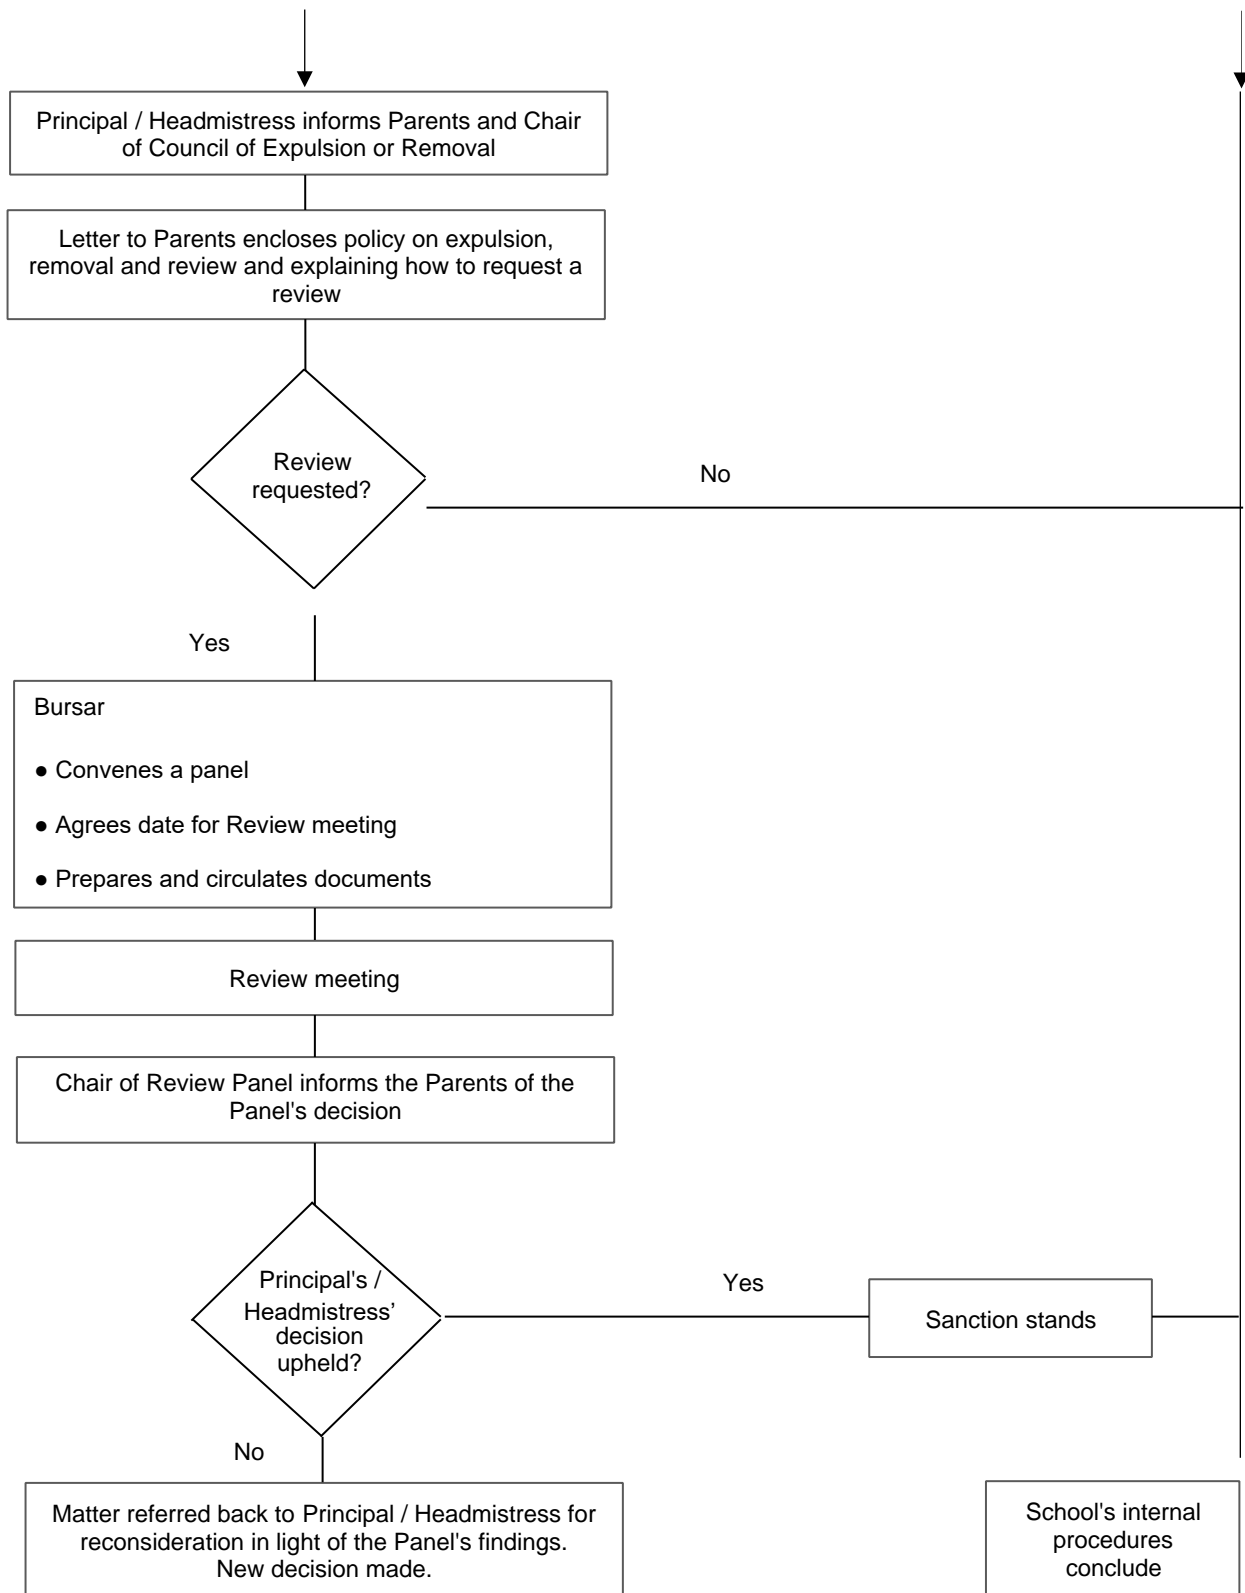 Principal / Headmistress informs Parents and Chair
of Council of Expulsion or Removal
Letter to Parents encloses policy on expulsion,
removal and review and explaining how to request a
review
Review
requested?
No
Yes
Bursar
● Convenes a panel
● Agrees date for Review meeting
● Prepares and circulates documents
Review meeting
Chair of Review Panel informs the Parents of the
Panel's decision
Principal's /
Headmistress’
decision
upheld?
Yes
Sanction stands
No
Matter referred back to Principal / Headmistress for
reconsideration in light of the Panel's findings.
New decision made.
School's internal
procedures
conclude